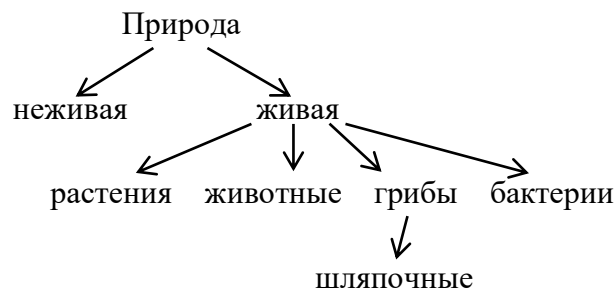 Природа
неживая живая
растения животные грибы бактерии
шляпочные